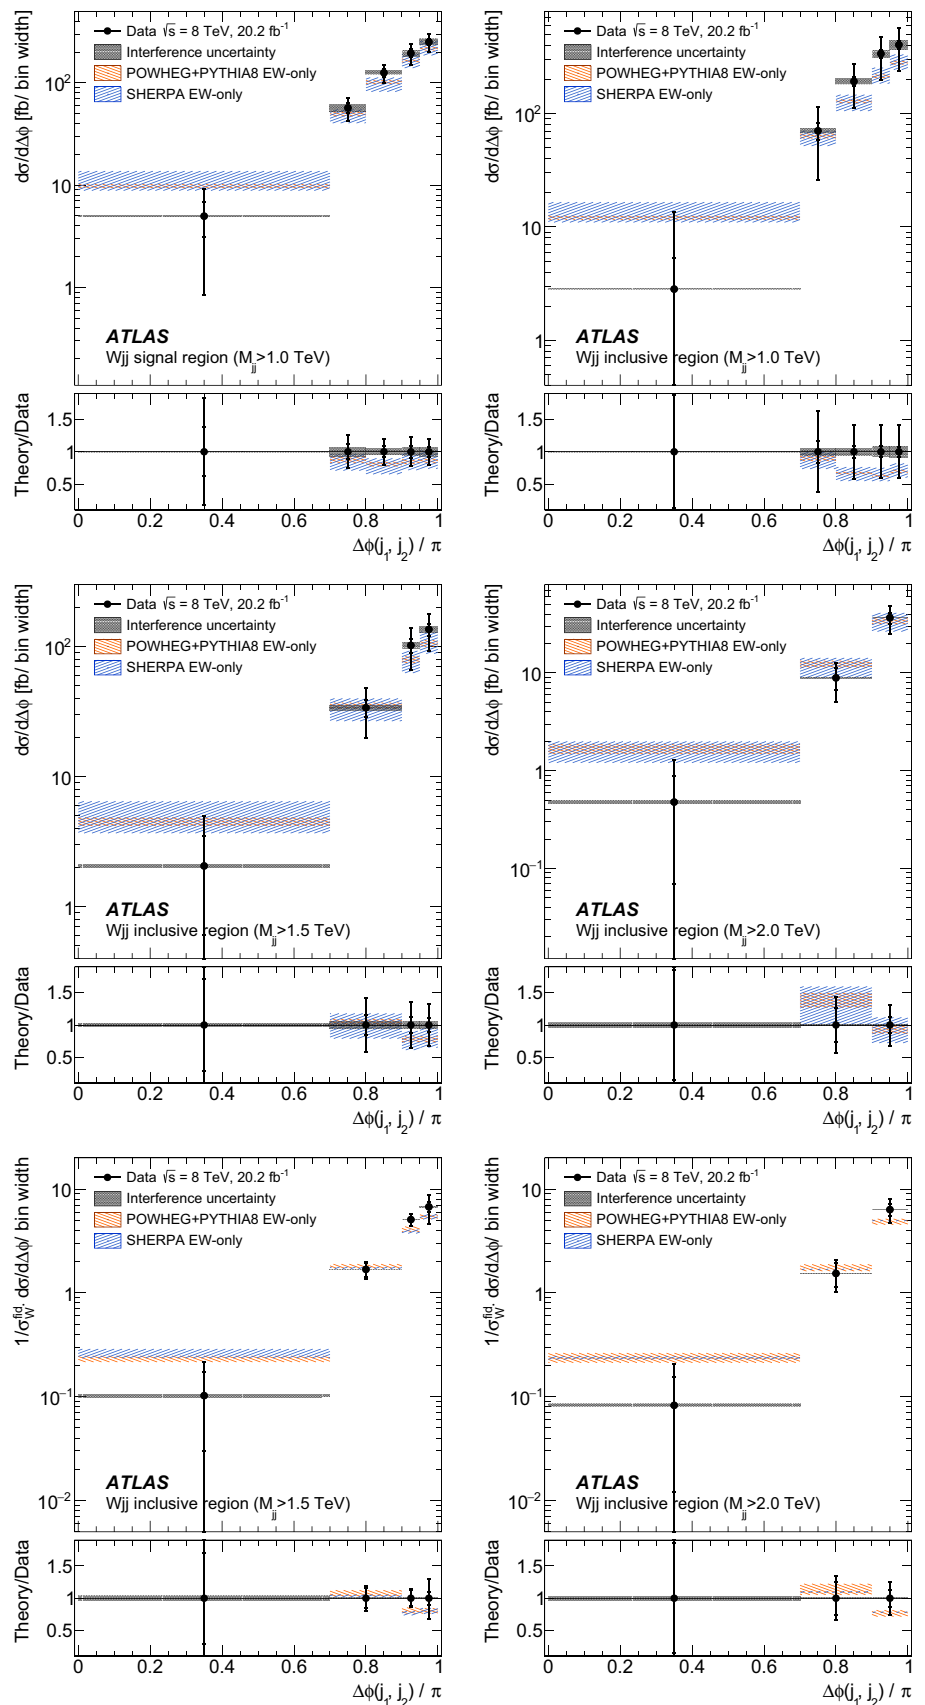 dσ/dΔϕ [fb/ bin width]
Data √s = 8 TeV, 20.2 fb⁻¹
Interference uncertainty
POWHEG+PYTHIA8 EW-only
SHERPA EW-only
10²
10
1
ATLAS
Wjj signal region (M_jj>1.0 TeV)
Theory/Data
1.5
1
0.5
0 0.2 0.4 0.6 0.8 1
Δϕ(j₁, j₂) / π
dσ/dΔϕ [fb/ bin width]
Data √s = 8 TeV, 20.2 fb⁻¹
Interference uncertainty
POWHEG+PYTHIA8 EW-only
SHERPA EW-only
10²
10
1
ATLAS
Wjj inclusive region (M_jj>1.0 TeV)
Theory/Data
1.5
1
0.5
0 0.2 0.4 0.6 0.8 1
Δϕ(j₁, j₂) / π
dσ/dΔϕ [fb/ bin width]
Data √s = 8 TeV, 20.2 fb⁻¹
Interference uncertainty
POWHEG+PYTHIA8 EW-only
SHERPA EW-only
10²
10
1
ATLAS
Wjj inclusive region (M_jj>1.5 TeV)
Theory/Data
1.5
1
0.5
0 0.2 0.4 0.6 0.8 1
Δϕ(j₁, j₂) / π
dσ/dΔϕ [fb/ bin width]
Data √s = 8 TeV, 20.2 fb⁻¹
Interference uncertainty
POWHEG+PYTHIA8 EW-only
SHERPA EW-only
10
1
10⁻¹
ATLAS
Wjj inclusive region (M_jj>2.0 TeV)
Theory/Data
1.5
1
0.5
0 0.2 0.4 0.6 0.8 1
Δϕ(j₁, j₂) / π
1/σ_W^fid. dσ/dΔϕ/ bin width
Data √s = 8 TeV, 20.2 fb⁻¹
Interference uncertainty
POWHEG+PYTHIA8 EW-only
SHERPA EW-only
10
1
10⁻¹
10⁻²
ATLAS
Wjj inclusive region (M_jj>1.5 TeV)
Theory/Data
1.5
1
0.5
0 0.2 0.4 0.6 0.8 1
Δϕ(j₁, j₂) / π
1/σ_W^fid. dσ/dΔϕ/ bin width
Data √s = 8 TeV, 20.2 fb⁻¹
Interference uncertainty
POWHEG+PYTHIA8 EW-only
SHERPA EW-only
10
1
10⁻¹
10⁻²
ATLAS
Wjj inclusive region (M_jj>2.0 TeV)
Theory/Data
1.5
1
0.5
0 0.2 0.4 0.6 0.8 1
Δϕ(j₁, j₂) / π